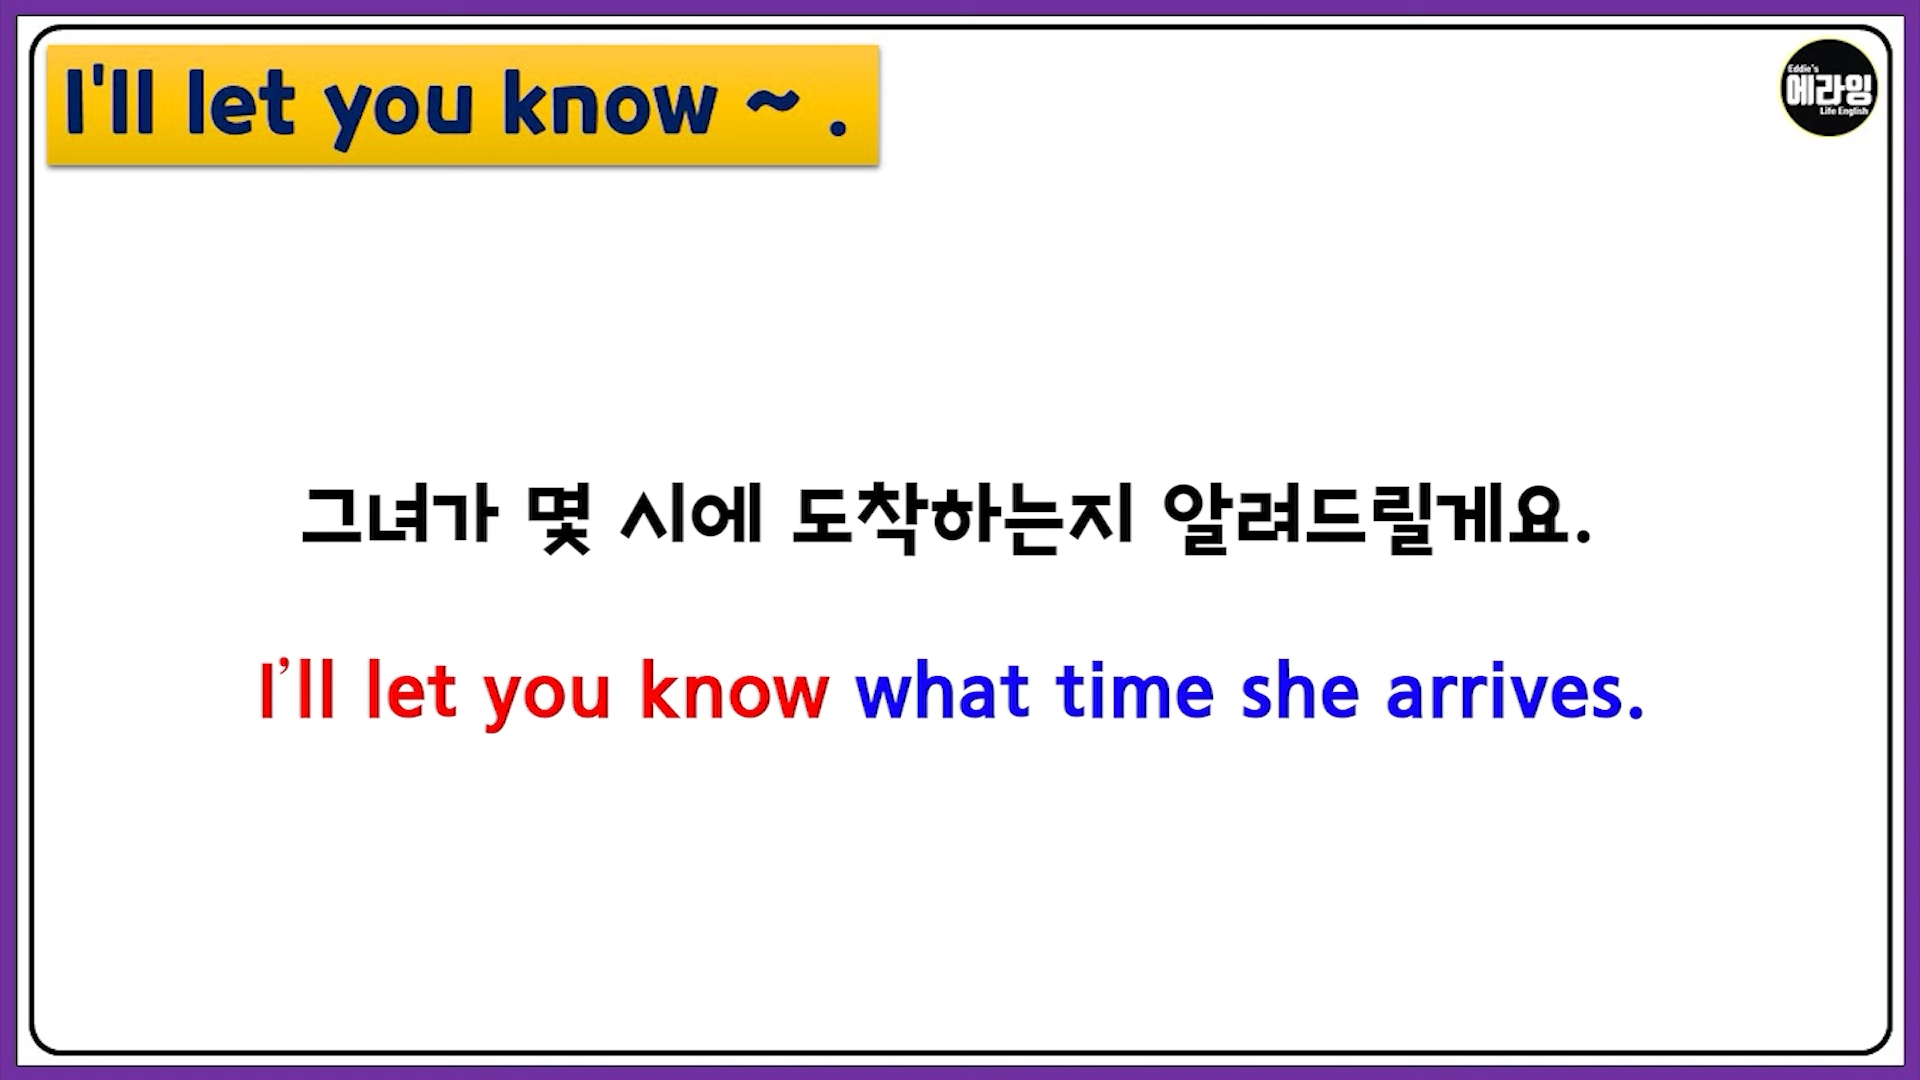 I'll let you know ~ .
Eddie's
에라잉
Life English
그녀가 몇 시에 도착하는지 알려드릴게요.
I’ll let you know what time she arrives.